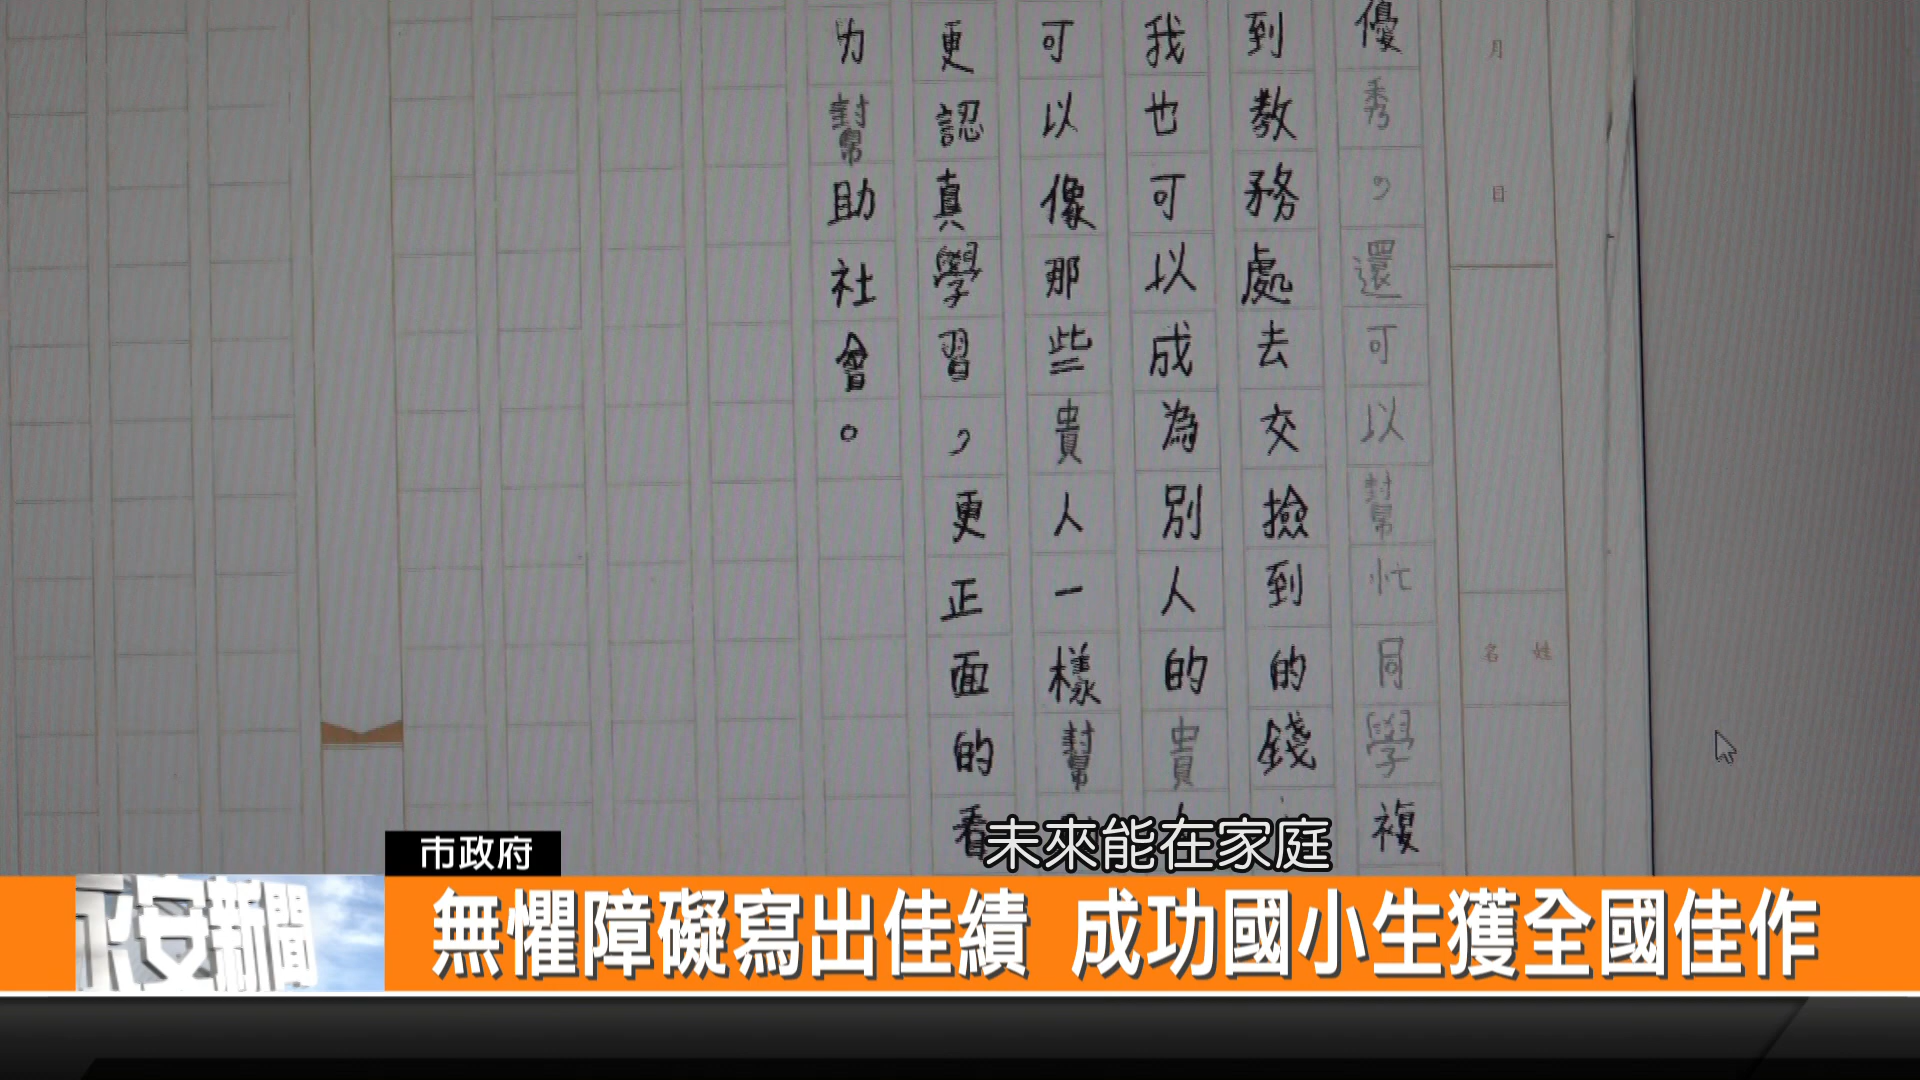 優秀，還可以幫忙同學複
到教務處去交撿到的錢
我也可以成為別人的貴
可以像那些貴人一樣幫
更認真學習，更正面的看
力幫助社會。
月
日
姓名
未來能在家庭
市政府
永安新聞
無懼障礙寫出佳績 成功國小生獲全國佳作